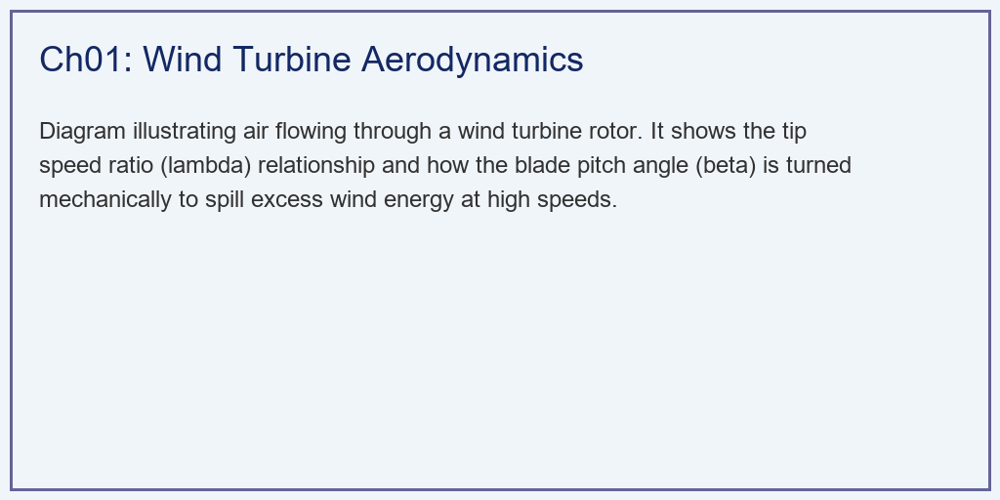 Ch01: Wind Turbine Aerodynamics
Diagram illustrating air flowing through a wind turbine rotor. It shows the tip
speed ratio (lambda) relationship and how the blade pitch angle (beta) is turned
mechanically to spill excess wind energy at high speeds.